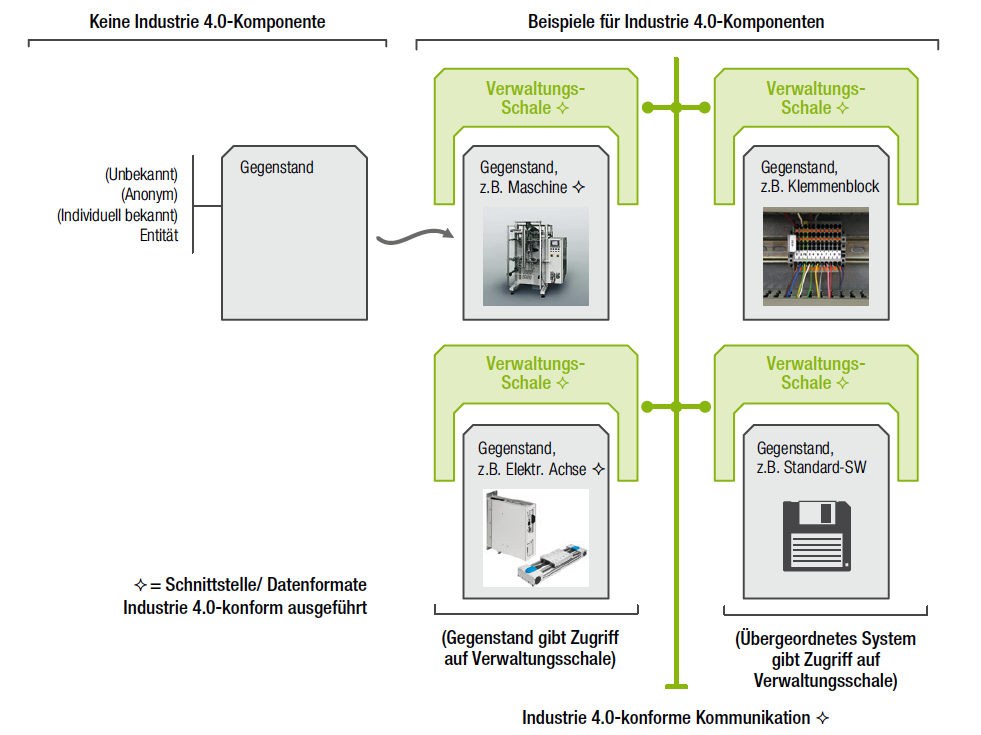 Keine Industrie 4.0-Komponente
Beispiele für Industrie 4.0-Komponenten
(Unbekannt)
(Anonym)
(Individuell bekannt)
Entität
Gegenstand
Verwaltungs-
Schale ✧
Gegenstand,
z.B. Maschine ✧
Verwaltungs-
Schale ✧
Gegenstand,
z.B. Klemmenblock
Verwaltungs-
Schale ✧
Gegenstand,
z.B. Elektr. Achse ✧
Verwaltungs-
Schale ✧
Gegenstand,
z.B. Standard-SW
✧ = Schnittstelle/ Datenformate
Industrie 4.0-konform ausgeführt
(Gegenstand gibt Zugriff
auf Verwaltungsschale)
(Übergeordnetes System
gibt Zugriff auf
Verwaltungsschale)
Industrie 4.0-konforme Kommunikation ✧